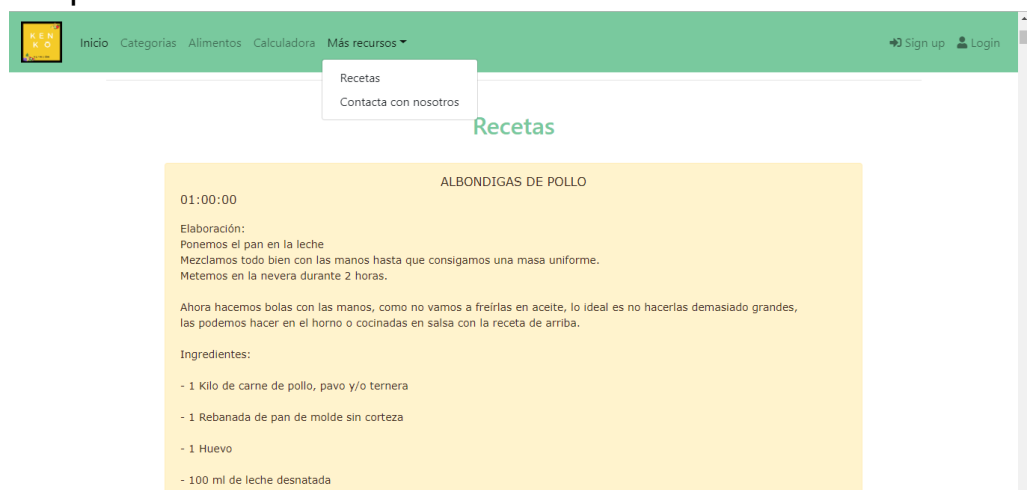 KEN
KO
Inicio Categorias Alimentos Calculadora Más recursos
Sign up Login
Recetas
Contacta con nosotros
Recetas
ALBONDIGAS DE POLLO
01:00:00
Elaboración:
Ponemos el pan en la leche
Mezclamos todo bien con las manos hasta que consigamos una masa uniforme.
Metemos en la nevera durante 2 horas.
Ahora hacemos bolas con las manos, como no vamos a freírlas en aceite, lo ideal es no hacerlas demasiado grandes,
las podemos hacer en el horno o cocinadas en salsa con la receta de arriba.
Ingredientes:
- 1 Kilo de carne de pollo, pavo y/o ternera
- 1 Rebanada de pan de molde sin corteza
- 1 Huevo
- 100 ml de leche desnatada